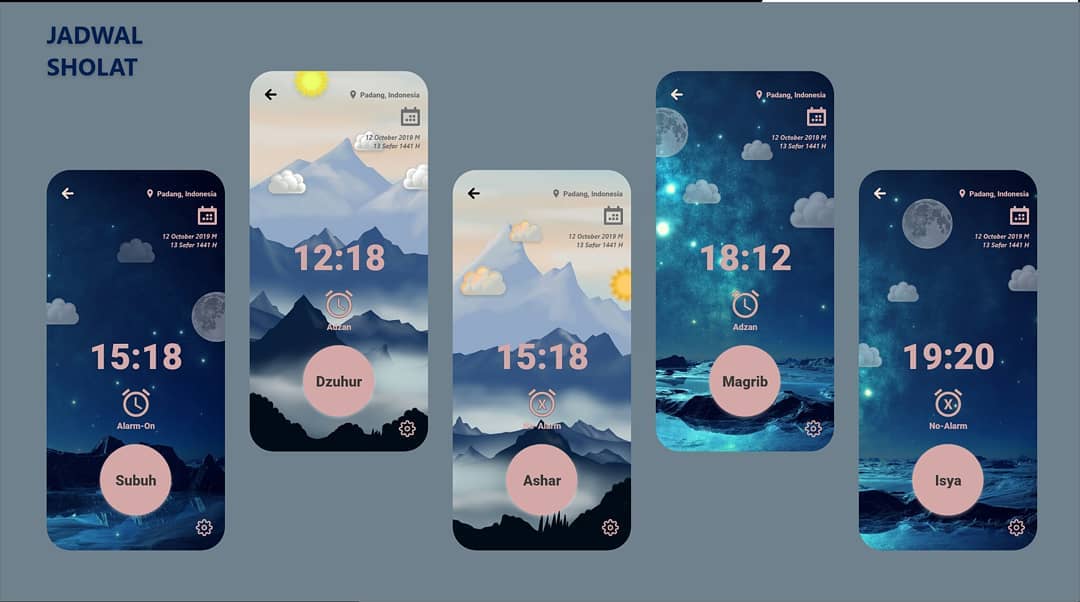 JADWAL
SHOLAT
Padang, Indonesia
12 October 2019 M
13 Safar 1441 H
15:18
Alarm-On
Subuh
Padang, Indonesia
12 October 2019 M
13 Safar 1441 H
12:18
Adzan
Dzuhur
Padang, Indonesia
12 October 2019 M
13 Safar 1441 H
15:18
X
No-Alarm
Ashar
Padang, Indonesia
12 October 2019 M
13 Safar 1441 H
18:12
Adzan
Magrib
Padang, Indonesia
12 October 2019 M
13 Safar 1441 H
19:20
X
No-Alarm
Isya